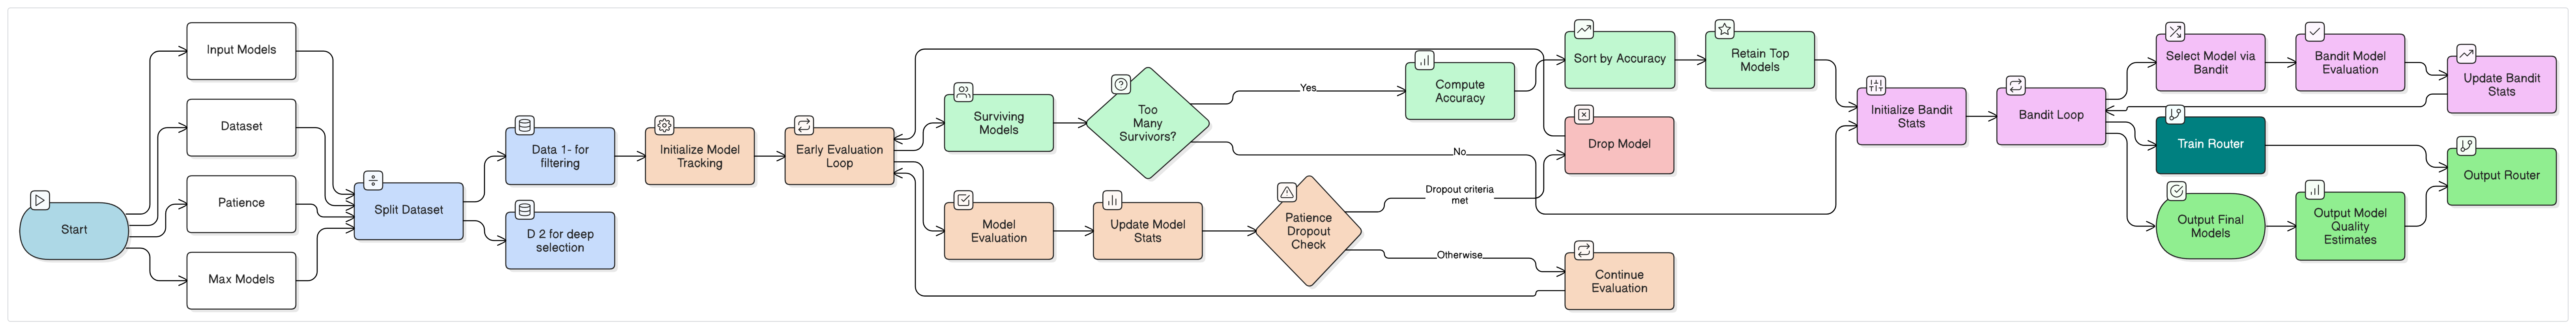 Start
Input Models
Dataset
Patience
Max Models
Split Dataset
Data 1- for
filtering
D 2 for deep
selection
Initialize Model
Tracking
Early Evaluation
Loop
Surviving
Models
Too
Many
Survivors?
Yes
No
Compute
Accuracy
Sort by Accuracy
Retain Top
Models
Model
Evaluation
Update Model
Stats
Patience
Dropout
Check
Dropout criteria
met
Otherwise
Drop Model
Continue
Evaluation
Initialize Bandit
Stats
Bandit Loop
Select Model via
Bandit
Bandit Model
Evaluation
Update Bandit
Stats
Train Router
Output Final
Models
Output Model
Quality
Estimates
Output Router